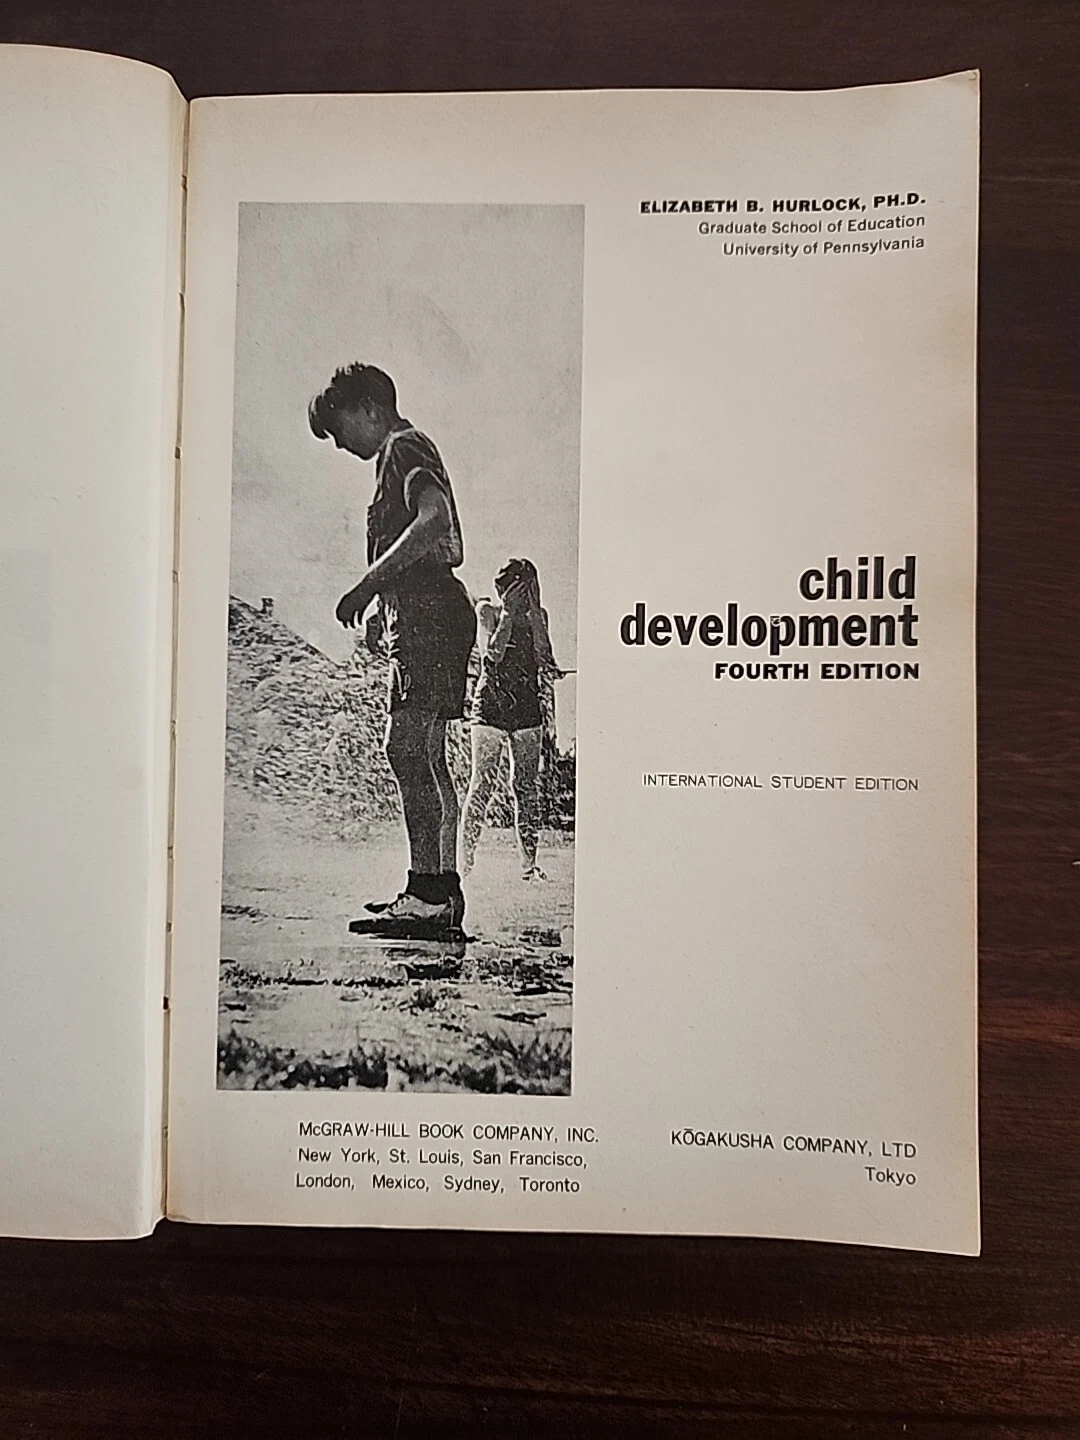 ELIZABETH B. HURLOCK, PH.D.
Graduate School of Education
University of Pennsylvania
child
development
FOURTH EDITION
INTERNATIONAL STUDENT EDITION
McGRAW-HILL BOOK COMPANY, INC.
New York, St. Louis, San Francisco,
London, Mexico, Sydney, Toronto
KŌGAKUSHA COMPANY, LTD
Tokyo